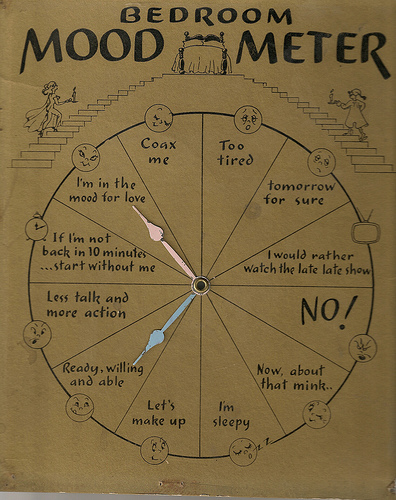 BEDROOM
MOOD METER
Coax
me
Too
tired
I'm in the
mood for love
tomorrow
for sure
If I'm not
back in 10 minutes
...start without me
I would rather
watch the late late show
Less talk and
more action
NO!
Ready, willing
and able
Now, about
that mink..
Let's
make up
I'm
sleepy
z z